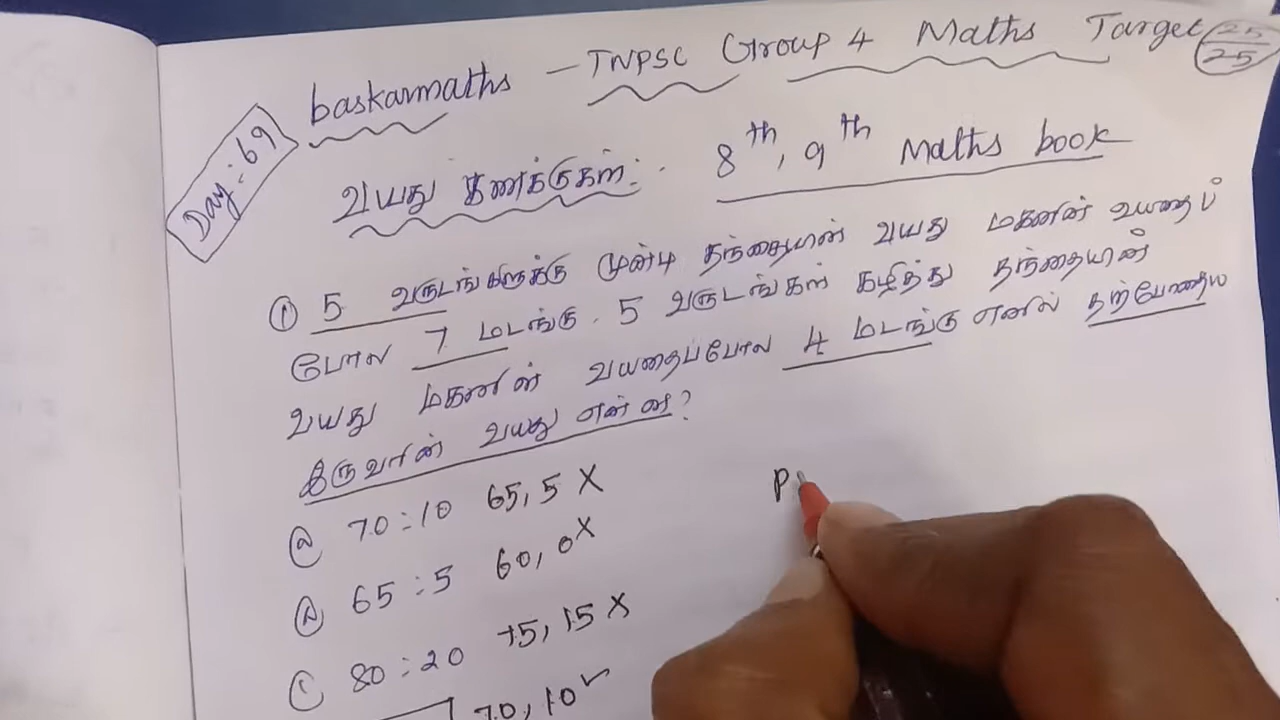 baskarmaths - TNPSC Group 4 Maths Target 25/25
Day:69
வயது கணக்குகள்: 8th, 9th Maths book
① 5 வருடங்களுக்கு முன்பு தந்தையின் வயது மகனின் வயதைப்
போல 7 மடங்கு. 5 வருடங்கள் கழித்து தந்தையின்
வயது மகனின் வயதைப்போல 4 மடங்கு எனில் தற்போதைய
இருவரின் வயது என்ன?
ⓐ 70:10 65, 5 X
65:5 60, 0 X
ⓒ 80:20 75, 15 X
70, 10 ✓
P